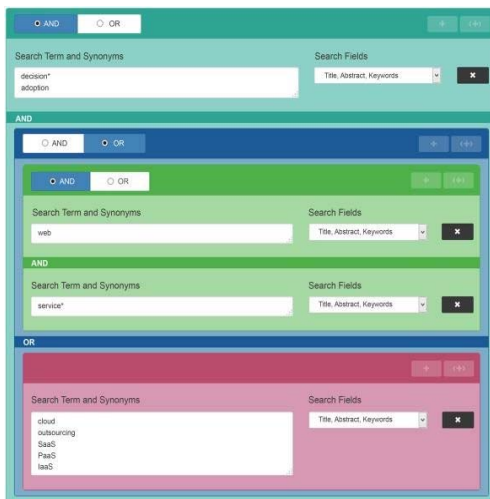 AND OR + (+)
Search Term and Synonyms Search Fields
decision* Title, Abstract, Keywords
adoption
AND
AND OR + (+)
AND OR + (+)
Search Term and Synonyms Search Fields
web Title, Abstract, Keywords
AND
Search Term and Synonyms Search Fields
service* Title, Abstract, Keywords
OR
+ (+)
Search Term and Synonyms Search Fields
cloud Title, Abstract, Keywords
outsourcing
SaaS
PaaS
IaaS